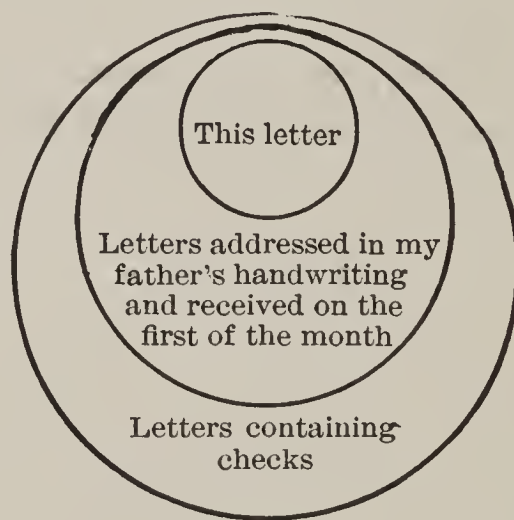 This letter
Letters addressed in my
father's handwriting
and received on the
first of the month
Letters containing
checks